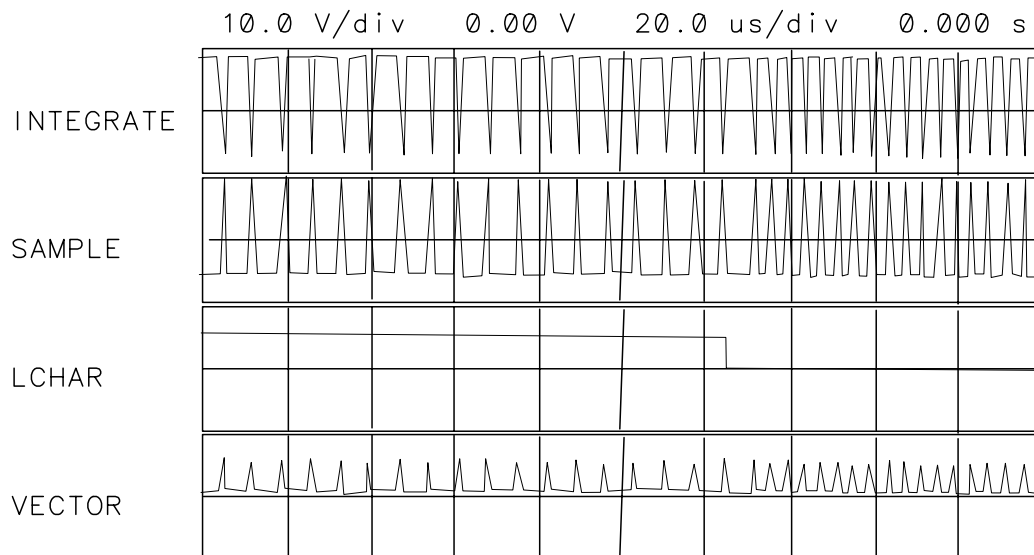 10.0 V/div 0.00 V 20.0 us/div 0.000 s
INTEGRATE
SAMPLE
LCHAR
VECTOR